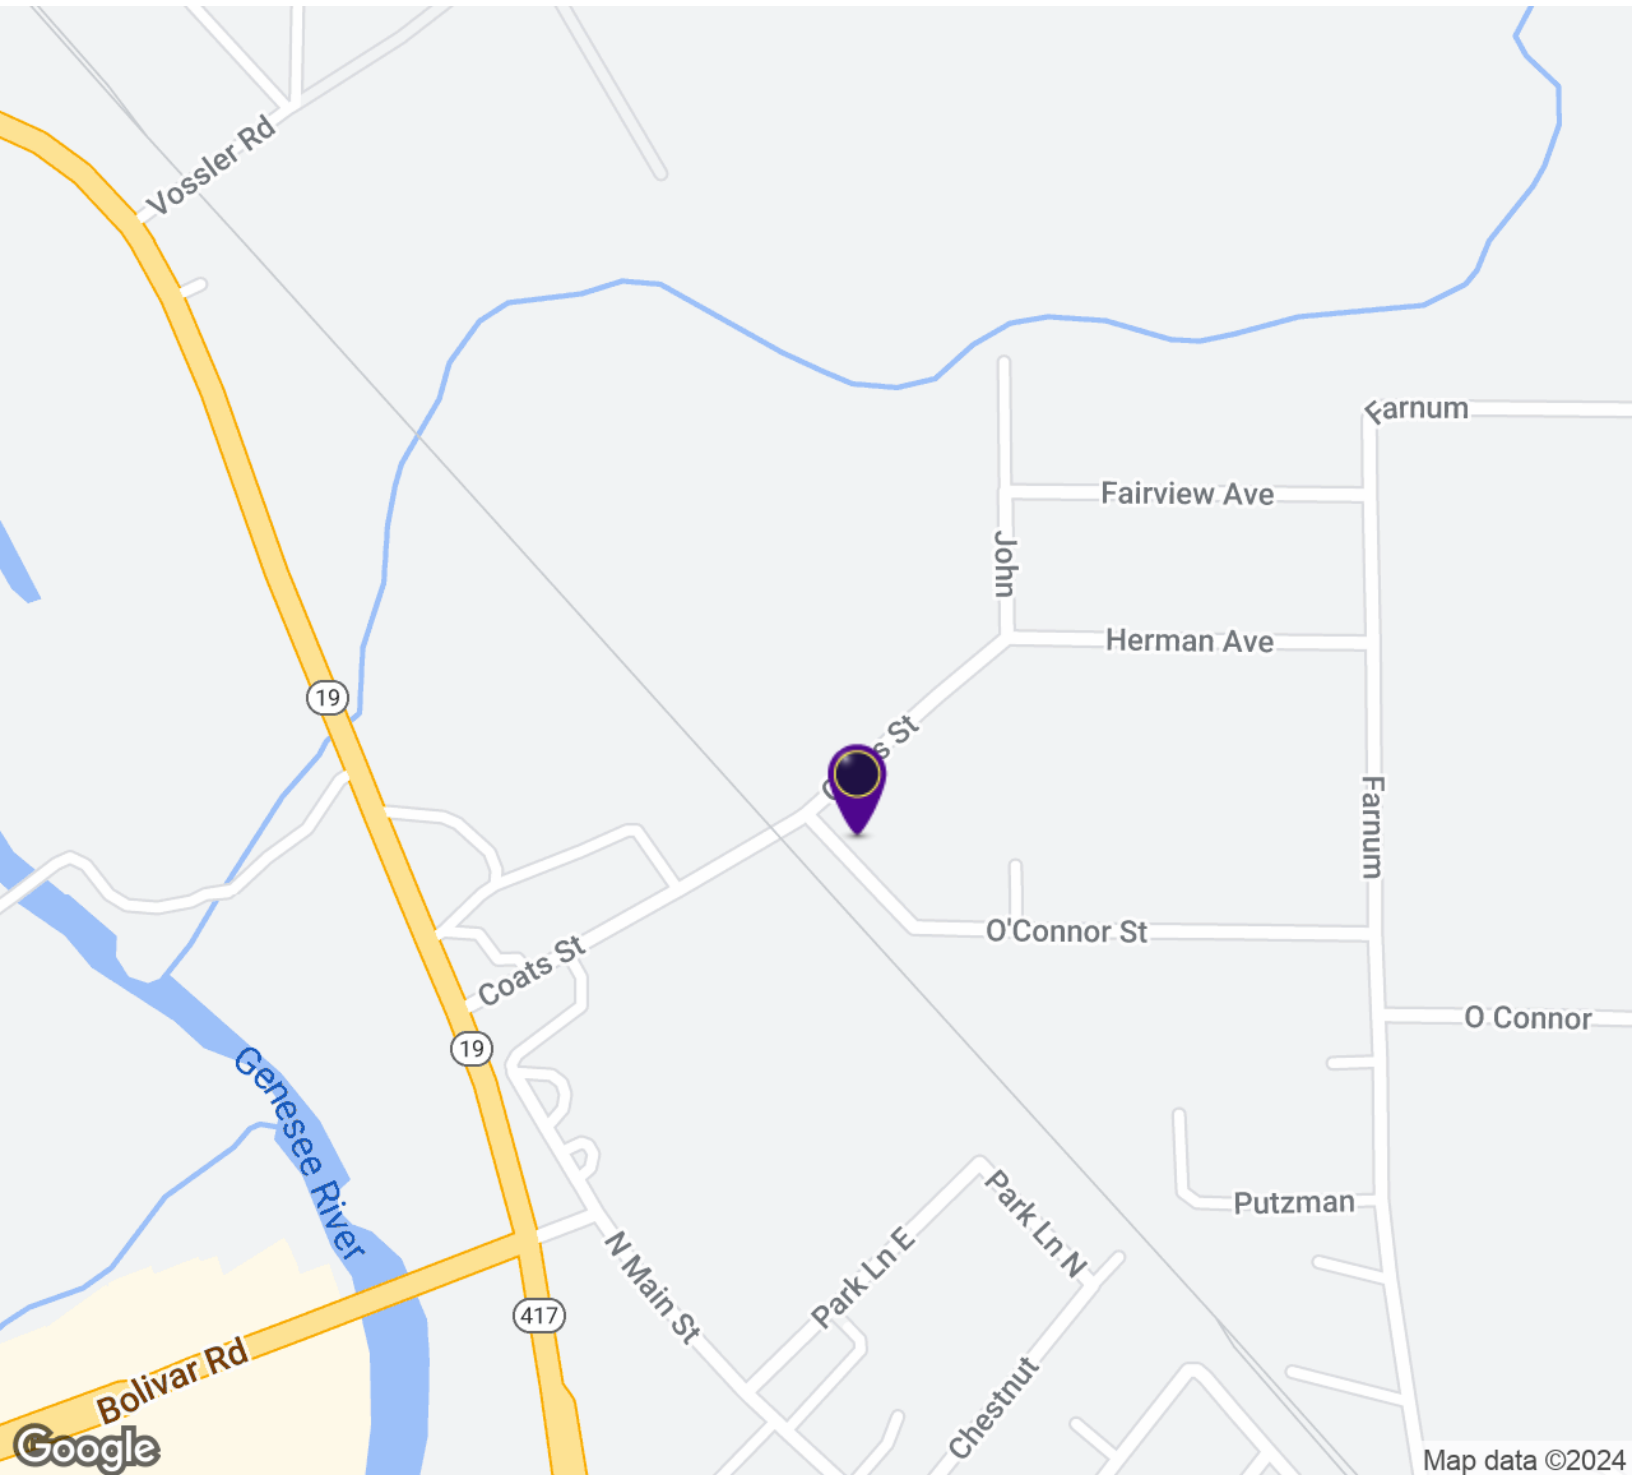 Vossler Rd
Farnum
Fairview Ave
John
Herman Ave
19
St
Farnum
O'Connor St
Coats St
O Connor
19
Genesee River
Park Ln N
Putzman
Park Ln E
N Main St
417
Bolivar Rd
Chestnut
Google
Map data ©2024